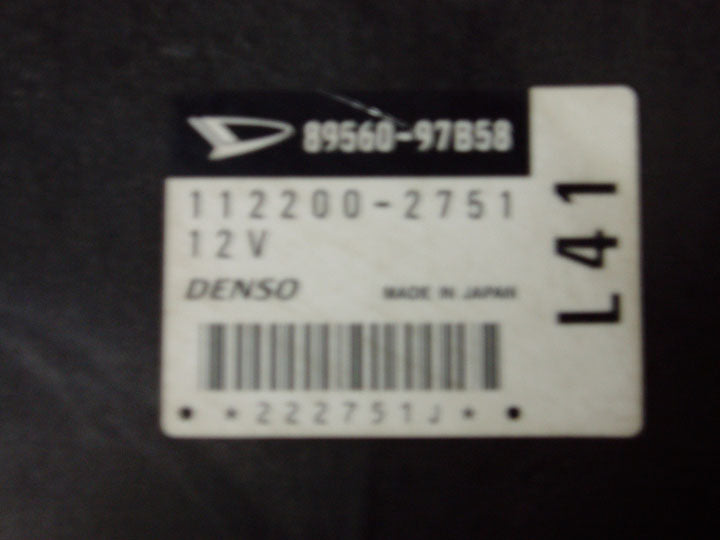 89560-97B58
112200-2751
12V
DENSO MADE IN JAPAN
*222751J*
L41